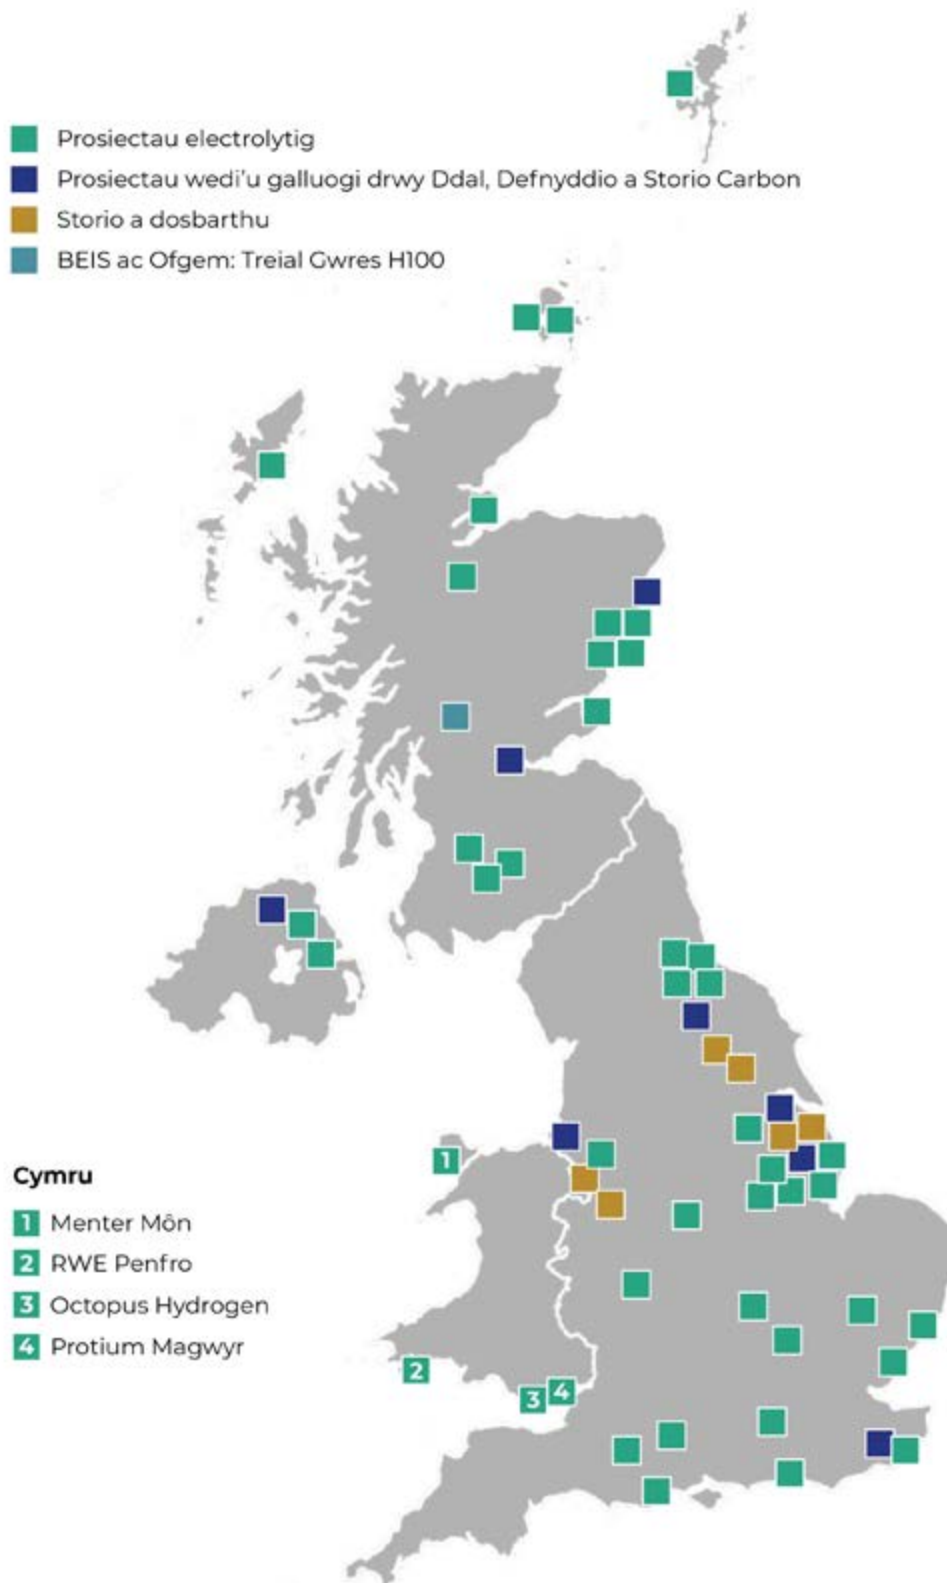 Prosiectau electrolytig
Prosiectau wedi'u galluogi drwy Ddal, Defnyddio a Storio Carbon
Storio a dosbarthu
BEIS ac Ofgem: Treial Gwres H100
1
Cymru
1 Menter Môn
2 RWE Penfro
3 Octopus Hydrogen
4 Protium Magwyr
2
3
4